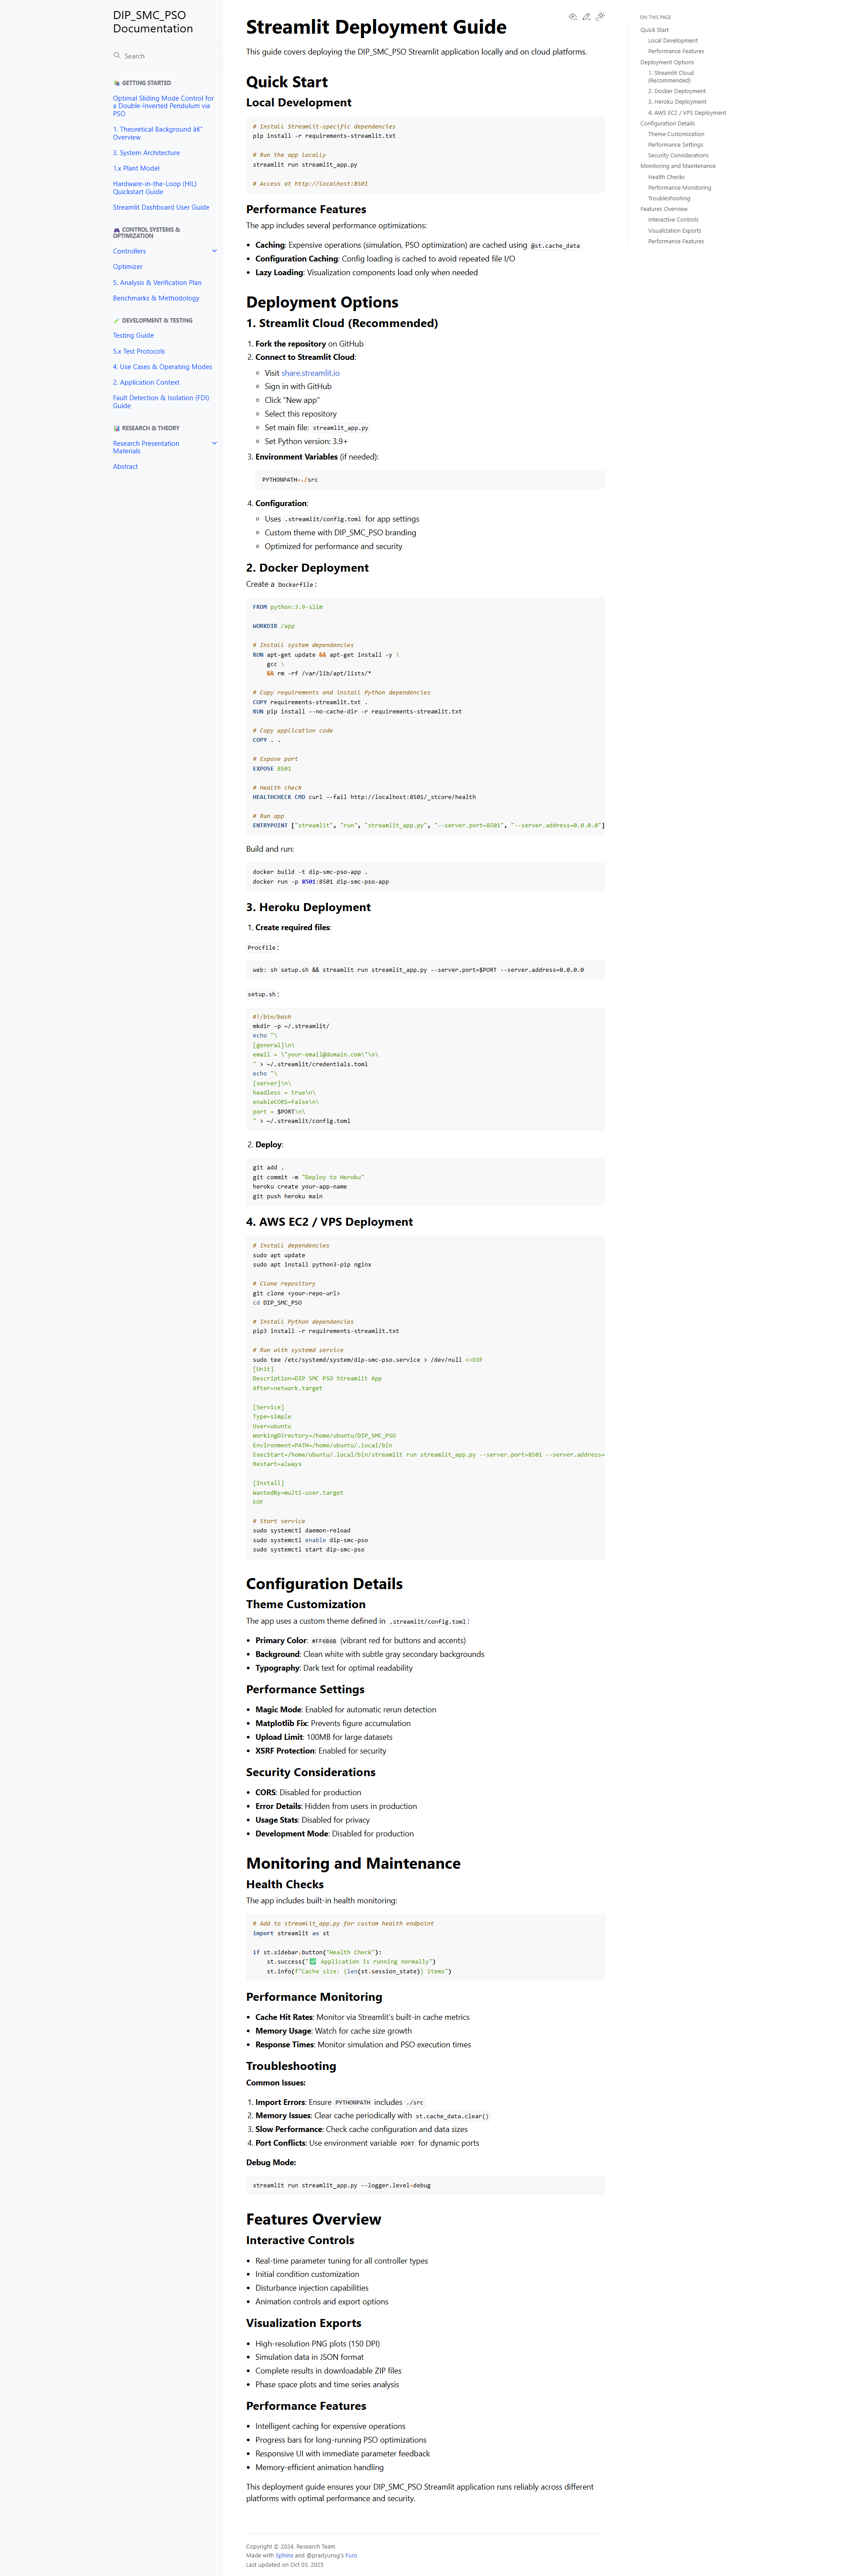 DIP_SMC_PSO
Documentation
Search
📚 GETTING STARTED
Optimal Sliding Mode Control for
a Double-Inverted Pendulum via
PSO
1. Theoretical Background â€“
Overview
3. System Architecture
1.x Plant Model
Hardware-in-the-Loop (HIL)
Quickstart Guide
Streamlit Dashboard User Guide
🎮 CONTROL SYSTEMS &
OPTIMIZATION
Controllers
Optimizer
5. Analysis & Verification Plan
Benchmarks & Methodology
🧪 DEVELOPMENT & TESTING
Testing Guide
5.x Test Protocols
4. Use Cases & Operating Modes
2. Application Context
Fault Detection & Isolation (FDI)
Guide
📊 RESEARCH & THEORY
Research Presentation
Materials
Abstract
Streamlit Deployment Guide
This guide covers deploying the DIP_SMC_PSO Streamlit application locally and on cloud platforms.
Quick Start
Local Development
# Install Streamlit-specific dependencies
pip install -r requirements-streamlit.txt
# Run the app locally
streamlit run streamlit_app.py
# Access at http://localhost:8501
Performance Features
The app includes several performance optimizations:
• Caching: Expensive operations (simulation, PSO optimization) are cached using @st.cache_data
• Configuration Caching: Config loading is cached to avoid repeated file I/O
• Lazy Loading: Visualization components load only when needed
Deployment Options
1. Streamlit Cloud (Recommended)
1. Fork the repository on GitHub
2. Connect to Streamlit Cloud:
◦ Visit share.streamlit.io
◦ Sign in with GitHub
◦ Click “New app”
◦ Select this repository
◦ Set main file: streamlit_app.py
◦ Set Python version: 3.9+
3. Environment Variables (if needed):
PYTHONPATH=./src
4. Configuration:
◦ Uses .streamlit/config.toml for app settings
◦ Custom theme with DIP_SMC_PSO branding
◦ Optimized for performance and security
2. Docker Deployment
Create a Dockerfile:
FROM python:3.9-slim
WORKDIR /app
# Install system dependencies
RUN apt-get update && apt-get install -y \
gcc \
&& rm -rf /var/lib/apt/lists/*
# Copy requirements and install Python dependencies
COPY requirements-streamlit.txt .
RUN pip install --no-cache-dir -r requirements-streamlit.txt
# Copy application code
COPY . .
# Expose port
EXPOSE 8501
# Health check
HEALTHCHECK CMD curl --fail http://localhost:8501/_stcore/health
# Run app
ENTRYPOINT ["streamlit", "run", "streamlit_app.py", "--server.port=8501", "--server.address=0.0.0.0"]
Build and run:
docker build -t dip-smc-pso-app .
docker run -p 8501:8501 dip-smc-pso-app
3. Heroku Deployment
1. Create required files:
Procfile:
web: sh setup.sh && streamlit run streamlit_app.py --server.port=$PORT --server.address=0.0.0.0
setup.sh:
#!/bin/bash
mkdir -p ~/.streamlit/
echo "\
[general]\n\
email = \"your-email@domain.com\"\n\
" > ~/.streamlit/credentials.toml
echo "\
[server]\n\
headless = true\n\
enableCORS=false\n\
port = $PORT\n\
" > ~/.streamlit/config.toml
2. Deploy:
git add .
git commit -m "Deploy to Heroku"
heroku create your-app-name
git push heroku main
4. AWS EC2 / VPS Deployment
# Install dependencies
sudo apt update
sudo apt install python3-pip nginx
# Clone repository
git clone <your-repo-url>
cd DIP_SMC_PSO
# Install Python dependencies
pip3 install -r requirements-streamlit.txt
# Run with systemd service
sudo tee /etc/systemd/system/dip-smc-pso.service > /dev/null <<EOF
[Unit]
Description=DIP SMC PSO Streamlit App
After=network.target
[Service]
Type=simple
User=ubuntu
WorkingDirectory=/home/ubuntu/DIP_SMC_PSO
Environment=PATH=/home/ubuntu/.local/bin
ExecStart=/home/ubuntu/.local/bin/streamlit run streamlit_app.py --server.port=8501 --server.address=
Restart=always
[Install]
WantedBy=multi-user.target
EOF
# Start service
sudo systemctl daemon-reload
sudo systemctl enable dip-smc-pso
sudo systemctl start dip-smc-pso
Configuration Details
Theme Customization
The app uses a custom theme defined in .streamlit/config.toml:
• Primary Color: #FF6B6B (vibrant red for buttons and accents)
• Background: Clean white with subtle gray secondary backgrounds
• Typography: Dark text for optimal readability
Performance Settings
• Magic Mode: Enabled for automatic rerun detection
• Matplotlib Fix: Prevents figure accumulation
• Upload Limit: 100MB for large datasets
• XSRF Protection: Enabled for security
Security Considerations
• CORS: Disabled for production
• Error Details: Hidden from users in production
• Usage Stats: Disabled for privacy
• Development Mode: Disabled for production
Monitoring and Maintenance
Health Checks
The app includes built-in health monitoring:
# Add to streamlit_app.py for custom health endpoint
import streamlit as st
if st.sidebar.button("Health Check"):
st.success("✅ Application is running normally")
st.info(f"Cache size: {len(st.session_state)} items")
Performance Monitoring
• Cache Hit Rates: Monitor via Streamlit’s built-in cache metrics
• Memory Usage: Watch for cache size growth
• Response Times: Monitor simulation and PSO execution times
Troubleshooting
Common Issues:
1. Import Errors: Ensure PYTHONPATH includes ./src
2. Memory Issues: Clear cache periodically with st.cache_data.clear()
3. Slow Performance: Check cache configuration and data sizes
4. Port Conflicts: Use environment variable PORT for dynamic ports
Debug Mode:
streamlit run streamlit_app.py --logger.level=debug
Features Overview
Interactive Controls
• Real-time parameter tuning for all controller types
• Initial condition customization
• Disturbance injection capabilities
• Animation controls and export options
Visualization Exports
• High-resolution PNG plots (150 DPI)
• Simulation data in JSON format
• Complete results in downloadable ZIP files
• Phase space plots and time series analysis
Performance Features
• Intelligent caching for expensive operations
• Progress bars for long-running PSO optimizations
• Responsive UI with immediate parameter feedback
• Memory-efficient animation handling
This deployment guide ensures your DIP_SMC_PSO Streamlit application runs reliably across different
platforms with optimal performance and security.
Copyright © 2024, Research Team
Made with Sphinx and @pradyunsg's Furo
Last updated on Oct 03, 2025
ON THIS PAGE
Quick Start
Local Development
Performance Features
Deployment Options
1. Streamlit Cloud
(Recommended)
2. Docker Deployment
3. Heroku Deployment
4. AWS EC2 / VPS Deployment
Configuration Details
Theme Customization
Performance Settings
Security Considerations
Monitoring and Maintenance
Health Checks
Performance Monitoring
Troubleshooting
Features Overview
Interactive Controls
Visualization Exports
Performance Features